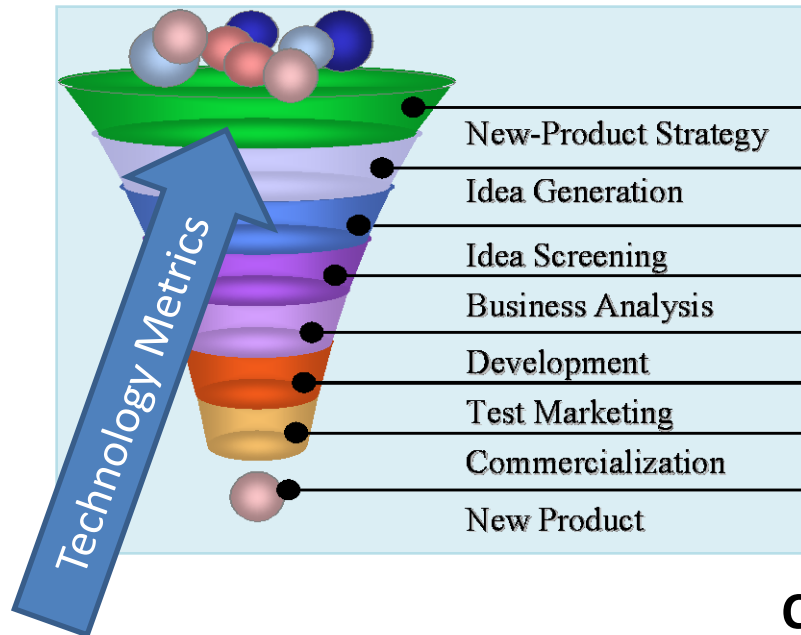 New-Product Strategy
Idea Generation
Idea Screening
Business Analysis
Development
Test Marketing
Commercialization
New Product
Technology Metrics